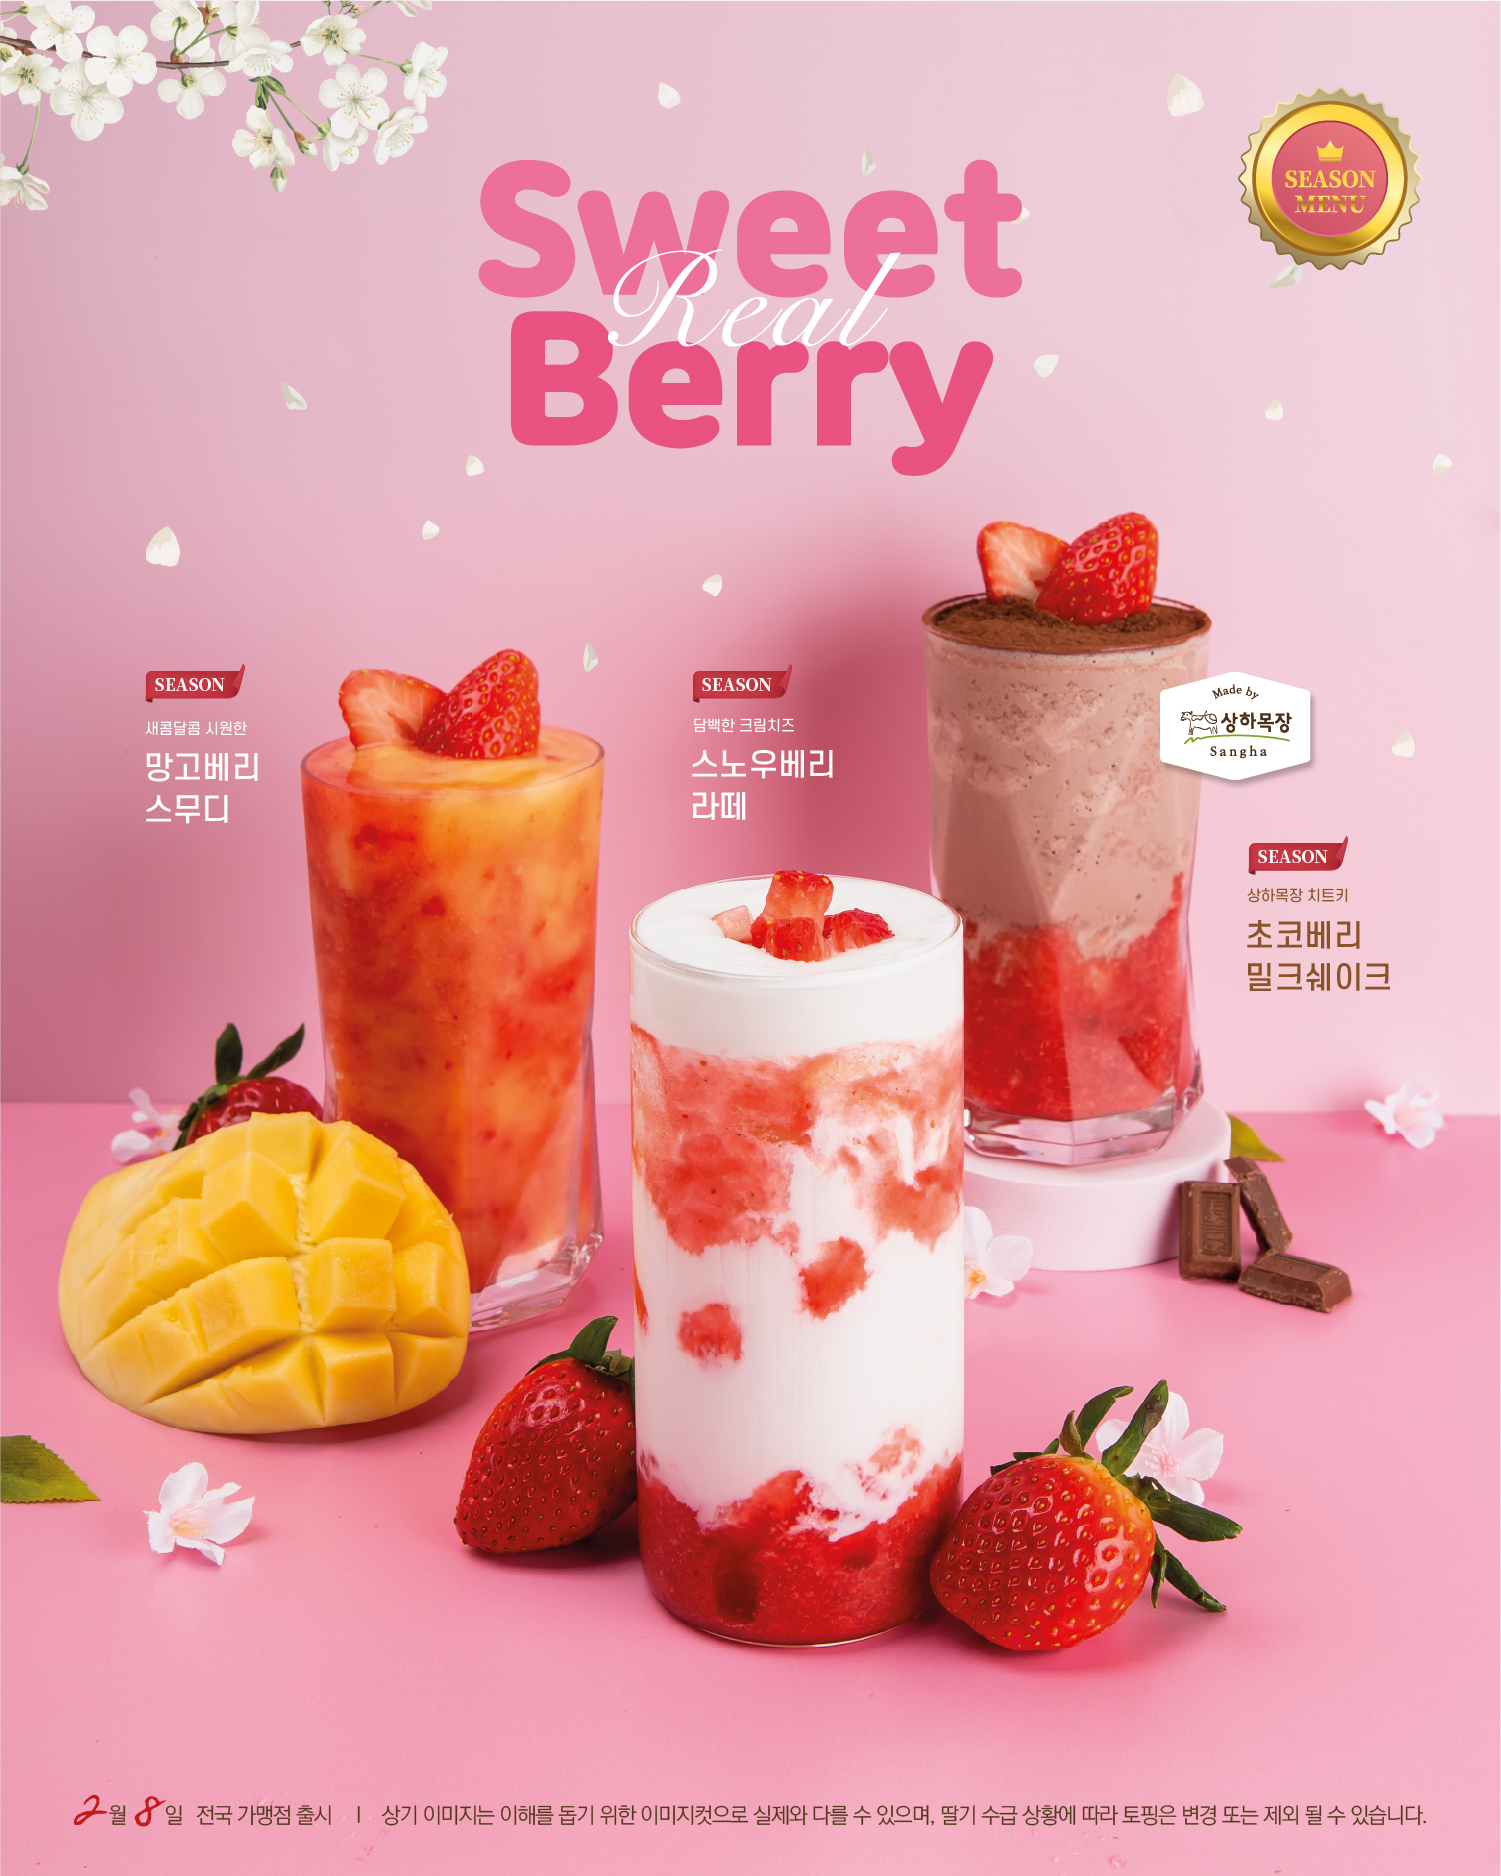 Sweet
Real
Berry
SEASON
MENU
SEASON
새콤달콤 시원한
망고베리
스무디
SEASON
담백한 크림치즈
스노우베리
라떼
Made by
상하목장
Sangha
SEASON
상하목장 치트키
초코베리
밀크쉐이크
2월 8일 전국 가맹점 출시 | 상기 이미지는 이해를 돕기 위한 이미지컷으로 실제와 다를 수 있으며, 딸기 수급 상황에 따라 토핑은 변경 또는 제외 될 수 있습니다.